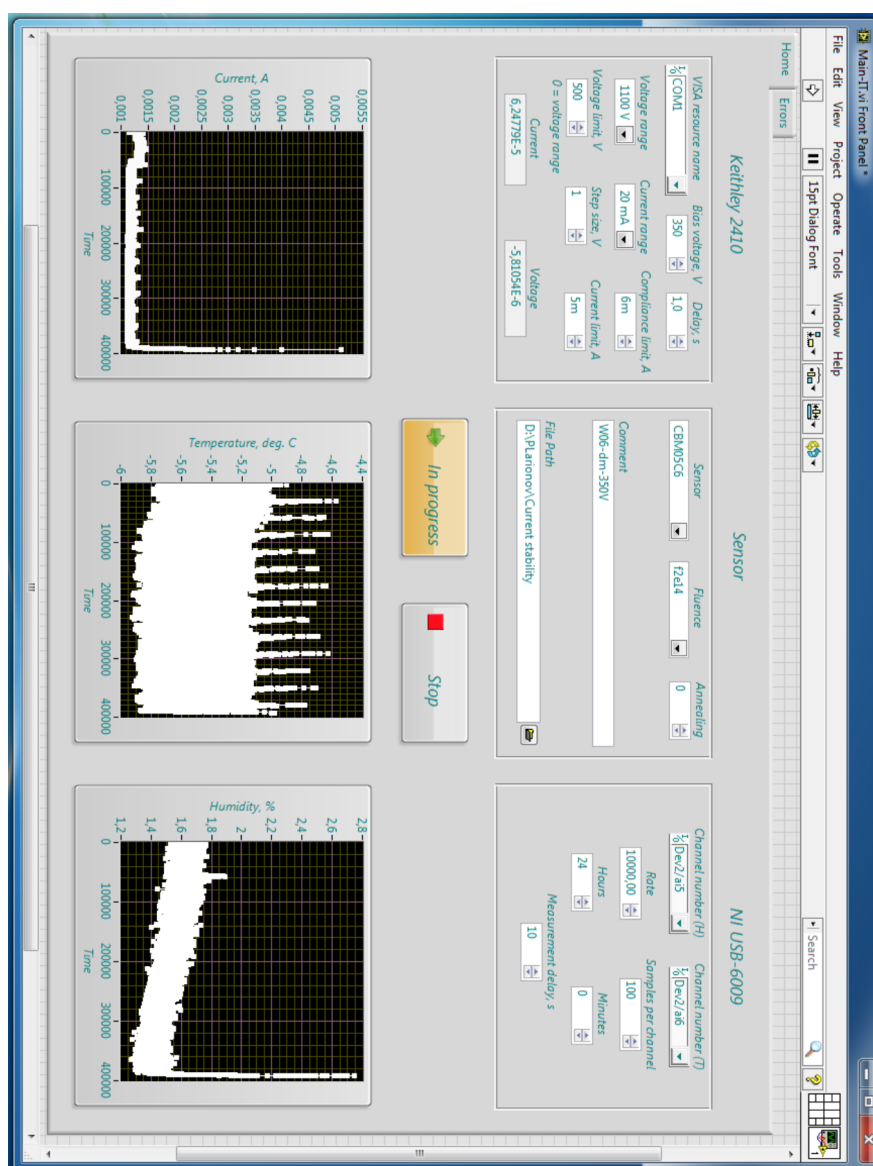 Main-IT.vi Front Panel *
File Edit View Project Operate Tools Window Help
15pt Dialog Font
Search
Home Errors
Keithley 2410
VISA resource name Bias voltage, V Delay, s
COM1 350 1,0
Voltage range Current range Compliance limit, A
1100 V 20 mA 6m
Voltage limit, V Step size, V Current limit, A
500 1 5m
0 = voltage range
Current Voltage
6,24779E-5 -5,81054E-6
Sensor
Sensor Fluence Annealing
CBM05C6 f2e14 0
Comment
W06-dm-350V
File Path
D:\PLarionov\Current stability
NI USB-6009
Channel number (H) Channel number (T)
Dev2/ai5 Dev2/ai6
Rate Samples per channel
10000,00 100
Hours Minutes
24 0
Measurement delay, s
10
In progress
Stop
Current, A
0,0055
0,005
0,0045
0,004
0,0035
0,003
0,0025
0,002
0,0015
0,001
0 100000 200000 300000 400000
Time
Temperature, deg. C
-4,4
-4,6
-4,8
-5
-5,2
-5,4
-5,6
-5,8
-6
0 100000 200000 300000 400000
Time
Humidity, %
2,8
2,6
2,4
2,2
2
1,8
1,6
1,4
1,2
0 100000 200000 300000 400000
Time